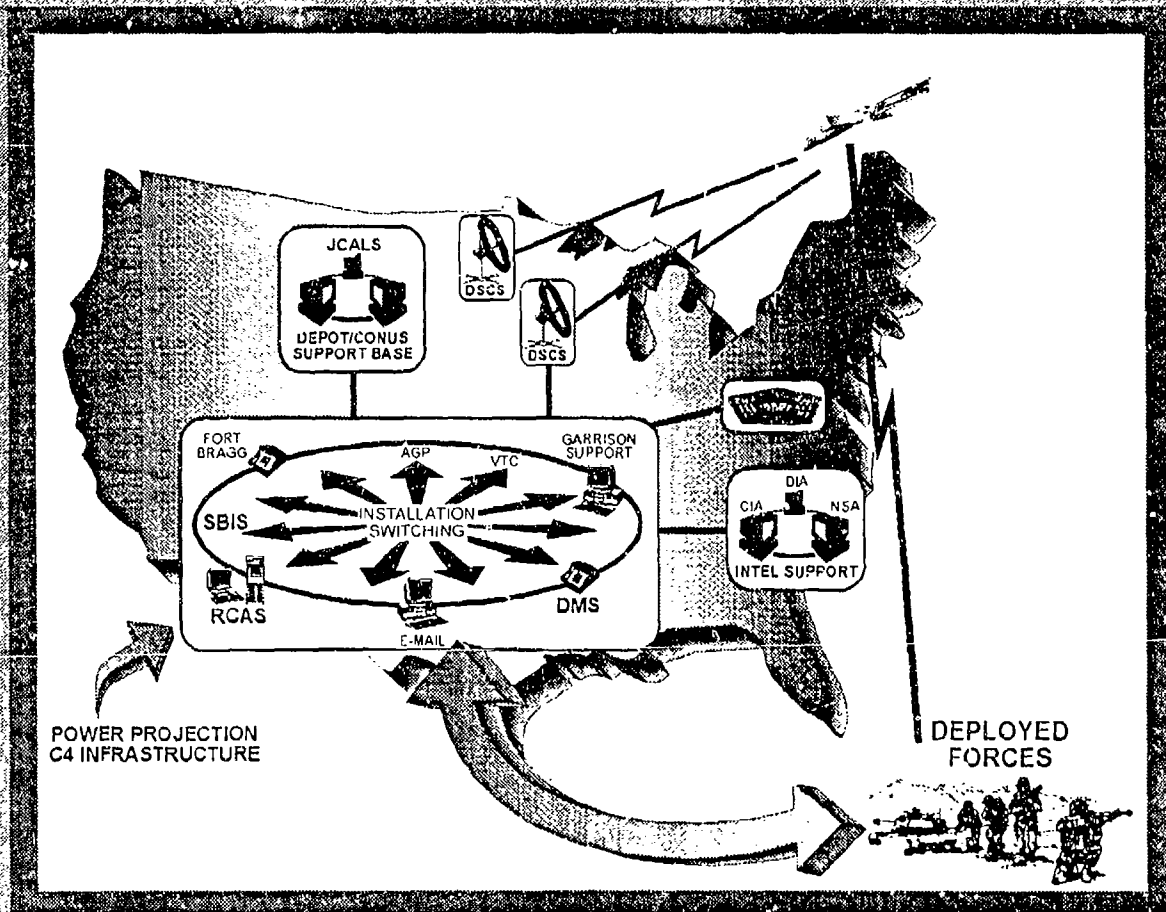 JCALS
DEPOT/CONUS
SUPPORT BASE
DSCS
DSCS
FORT
BRAGG
AGP
VTC
GARRISON
SUPPORT
INSTALLATION
SWITCHING
SBIS
RCAS
E-MAIL
DMS
DIA
CIA
NSA
INTEL SUPPORT
POWER PROJECTION
C4 INFRASTRUCTURE
DEPLOYED
FORCES